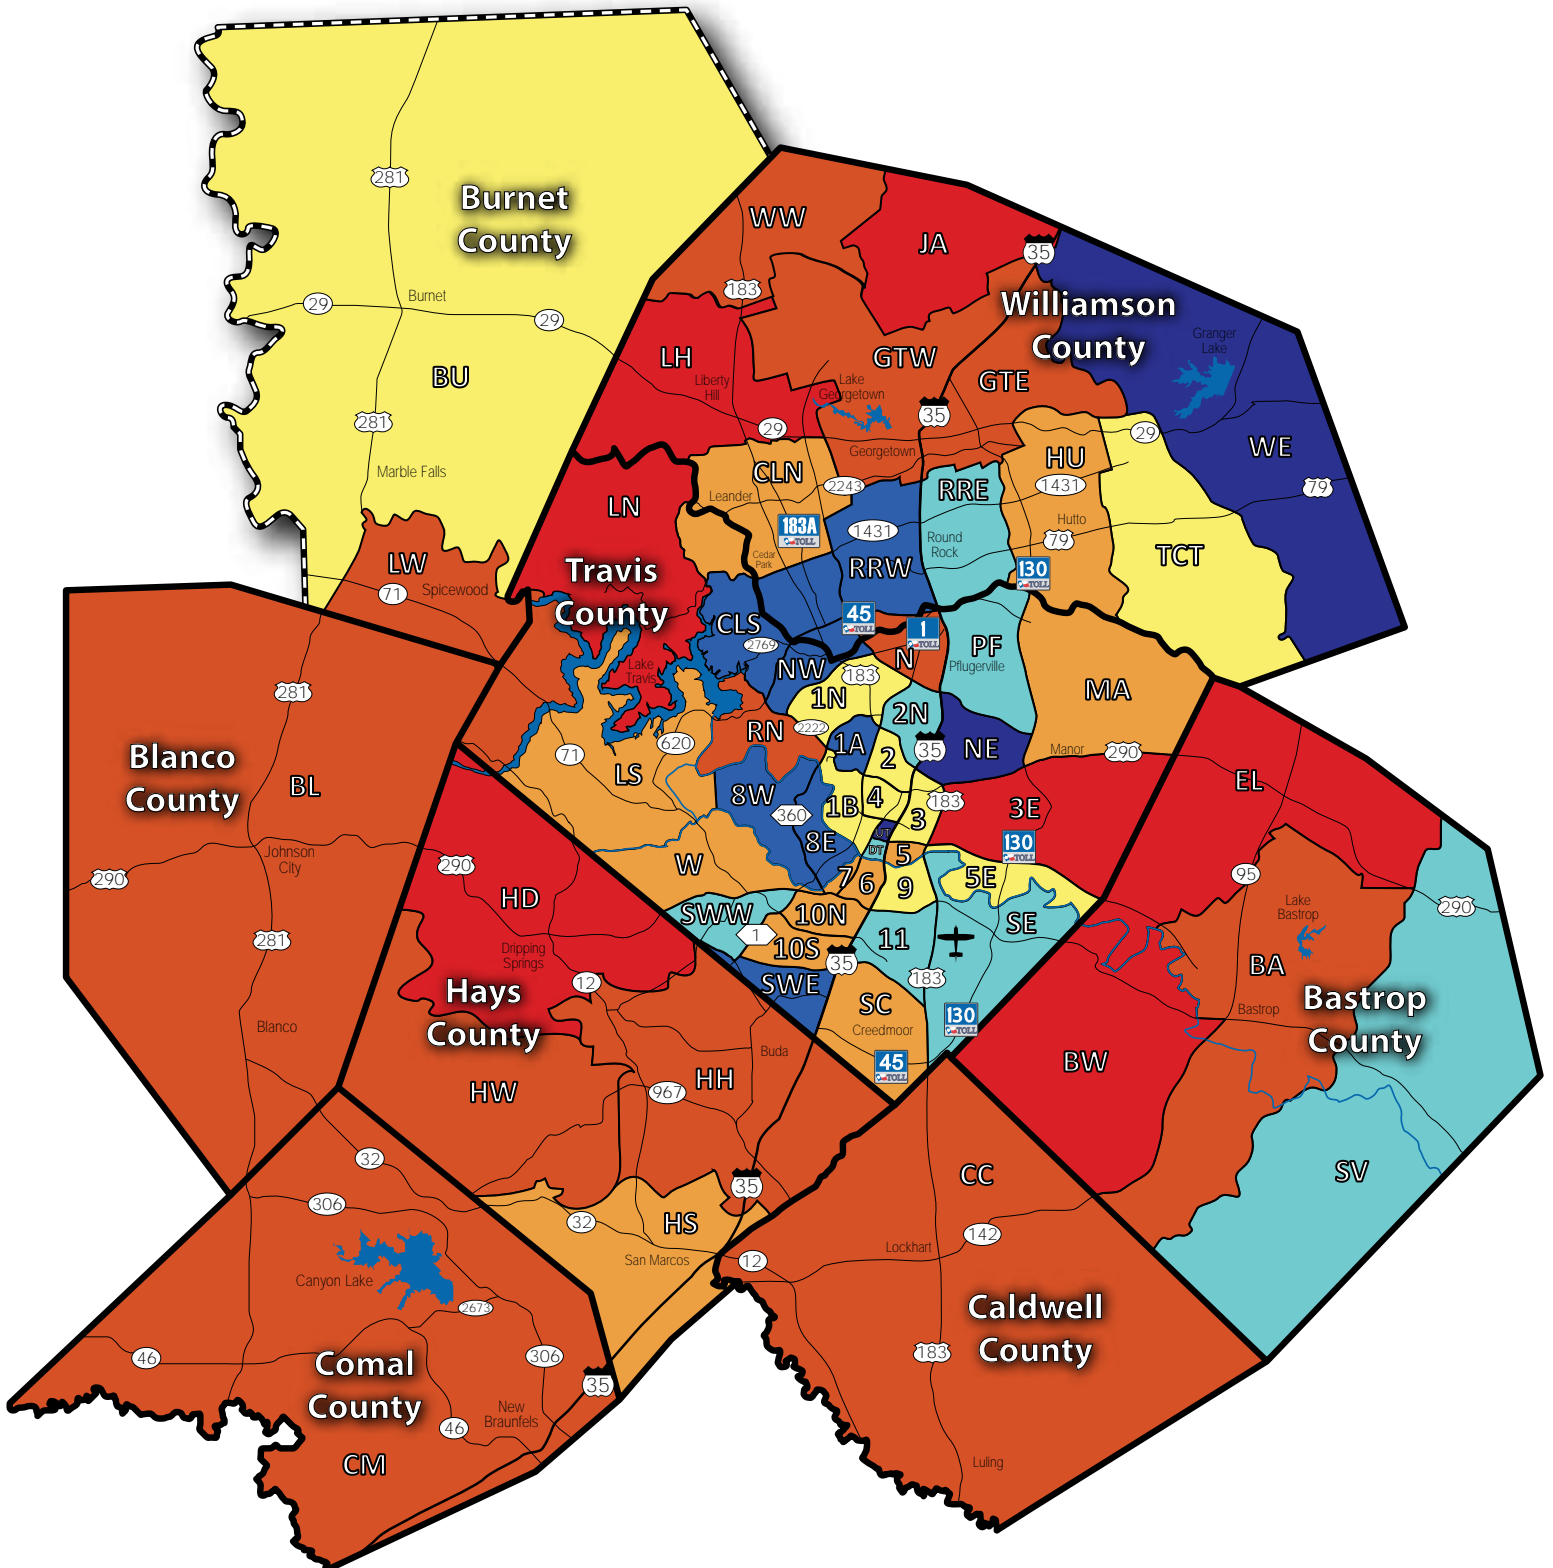 Burnet
County
281
29
Burnet
29
BU
281
Marble Falls
LW
71
Spicewood
WW
183
JA
35
Williamson
County
Granger
Lake
LH
Liberty
Hill
GTW
Lake
Georgetown
GTE
35
29
Georgetown
29
HU
1431
WE
79
CLN
Leander
2243
RRE
Hutto
79
183A
TOLL
1431
Cedar
Park
Round
Rock
RRW
130
TOLL
TCT
LN
Travis
County
CLS
2769
45
TOLL
1
TOLL
N
PF
Pflugerville
Lake
Travis
NW
183
1N
2N
MA
RN
2222
1A
35
NE
Manor
290
620
71
LS
2
8W
360
1B
4
3
183
3E
130
TOLL
8E
UT
DT
5
W
7
6
9
5E
SWW
1
10N
10S
35
11
SE
SWE
SC
183
Creedmoor
130
TOLL
45
TOLL
Blanco
County
281
BL
Johnson
City
290
281
Blanco
290
HD
Dripping
Springs
12
Hays
County
HW
967
HH
Buda
EL
95
290
Lake
Bastrop
BA
Bastrop
Bastrop
County
BW
SV
32
306
Canyon Lake
2673
46
Comal
County
306
New
Braunfels
46
35
CM
32
HS
35
San Marcos
12
CC
142
Lockhart
Caldwell
County
183
Luling